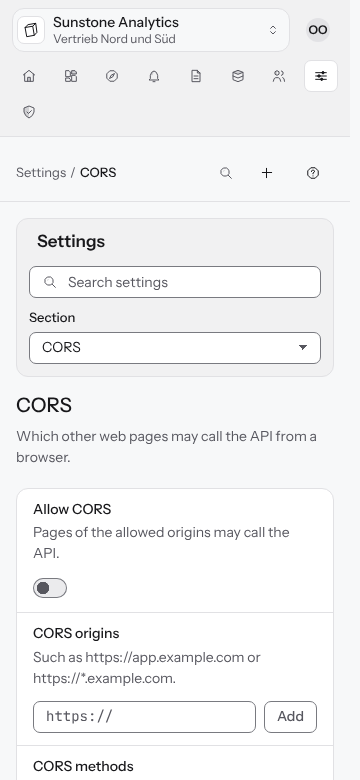 Sunstone Analytics
Vertrieb Nord und Süd
OO
Settings / CORS
Settings
Search settings
Section
CORS
CORS
Which other web pages may call the API from a
browser.
Allow CORS
Pages of the allowed origins may call the
API.
CORS origins
Such as https://app.example.com or
https://*.example.com.
https://
Add
CORS methods